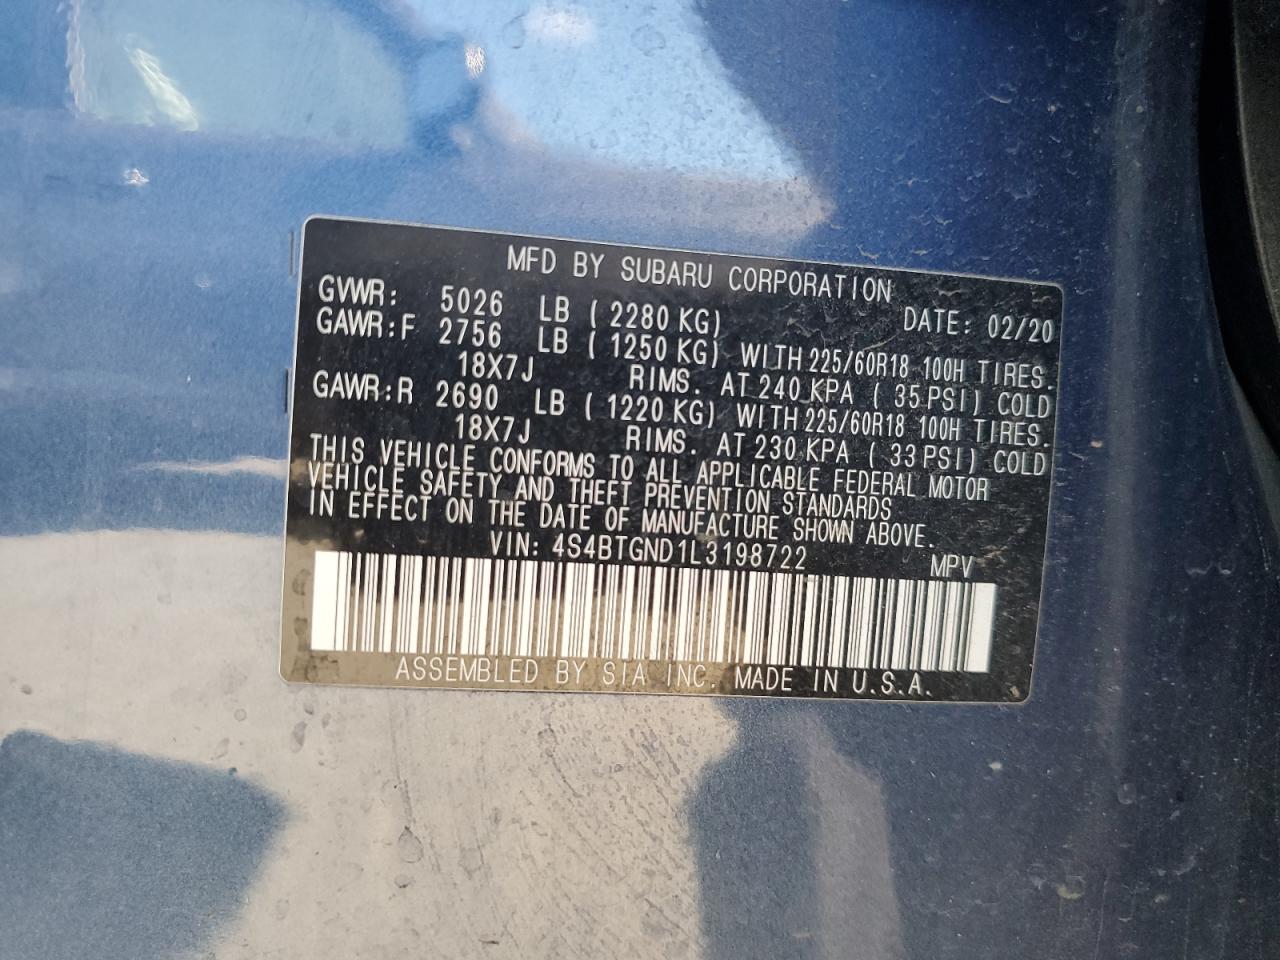 MFD BY SUBARU CORPORATION
GVWR: 5026 LB ( 2280 KG) DATE: 02/20
GAWR:F 2756 LB ( 1250 KG) WITH 225/60R18 100H TIRES.
18X7J RIMS. AT 240 KPA ( 35 PSI) COLD
GAWR:R 2690 LB ( 1220 KG) WITH 225/60R18 100H TIRES.
18X7J RIMS. AT 230 KPA ( 33 PSI) COLD
THIS VEHICLE CONFORMS TO ALL APPLICABLE FEDERAL MOTOR
VEHICLE SAFETY AND THEFT PREVENTION STANDARDS
IN EFFECT ON THE DATE OF MANUFACTURE SHOWN ABOVE.
VIN: 4S4BTGND1L3198722 MPV
ASSEMBLED BY SIA INC. MADE IN U.S.A.